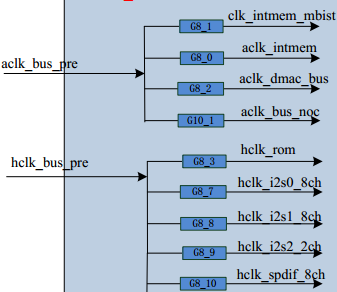 G8_1 clk_intmem_mbist
G8_0 aclk_intmem
aclk_bus_pre
G8_2 aclk_dmac_bus
G10_1 aclk_bus_noc
G8_3 hclk_rom
hclk_bus_pre
G8_7 hclk_i2s0_8ch
G8_8 hclk_i2s1_8ch
G8_9 hclk_i2s2_2ch
G8_10 hclk_spdif_8ch